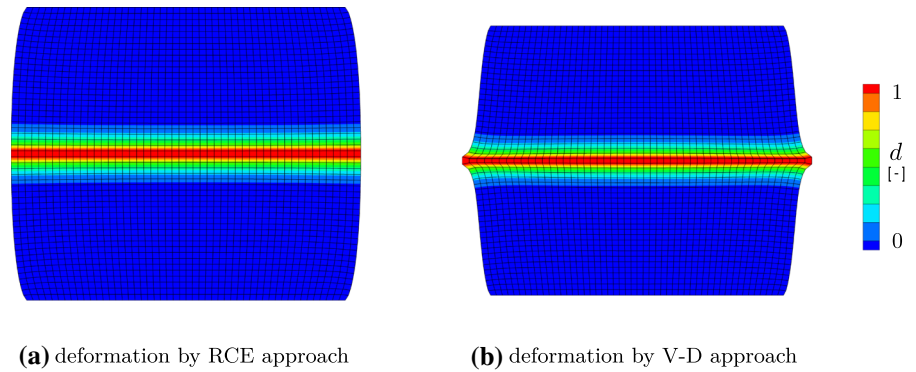 1
d
[-]
0
(a) deformation by RCE approach
(b) deformation by V-D approach